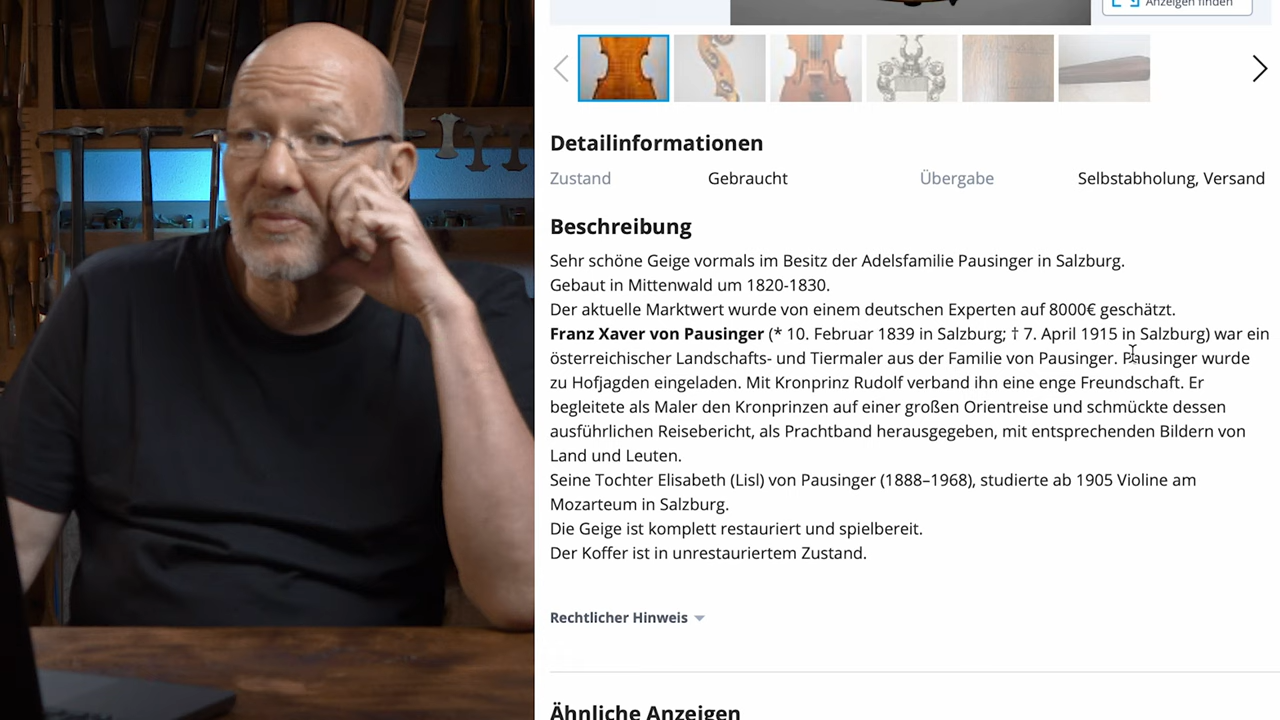 Anzeigen finden
Detailinformationen
Zustand Gebraucht Übergabe Selbstabholung, Versand
Beschreibung
Sehr schöne Geige vormals im Besitz der Adelsfamilie Pausinger in Salzburg.
Gebaut in Mittenwald um 1820-1830.
Der aktuelle Marktwert wurde von einem deutschen Experten auf 8000€ geschätzt.
Franz Xaver von Pausinger (* 10. Februar 1839 in Salzburg; † 7. April 1915 in Salzburg) war ein
österreichischer Landschafts- und Tiermaler aus der Familie von Pausinger. Pausinger wurde
zu Hofjagden eingeladen. Mit Kronprinz Rudolf verband ihn eine enge Freundschaft. Er
begleitete als Maler den Kronprinzen auf einer großen Orientreise und schmückte dessen
ausführlichen Reisebericht, als Prachtband herausgegeben, mit entsprechenden Bildern von
Land und Leuten.
Seine Tochter Elisabeth (Lisl) von Pausinger (1888–1968), studierte ab 1905 Violine am
Mozarteum in Salzburg.
Die Geige ist komplett restauriert und spielbereit.
Der Koffer ist in unrestauriertem Zustand.
Rechtlicher Hinweis
Ähnliche Anzeigen